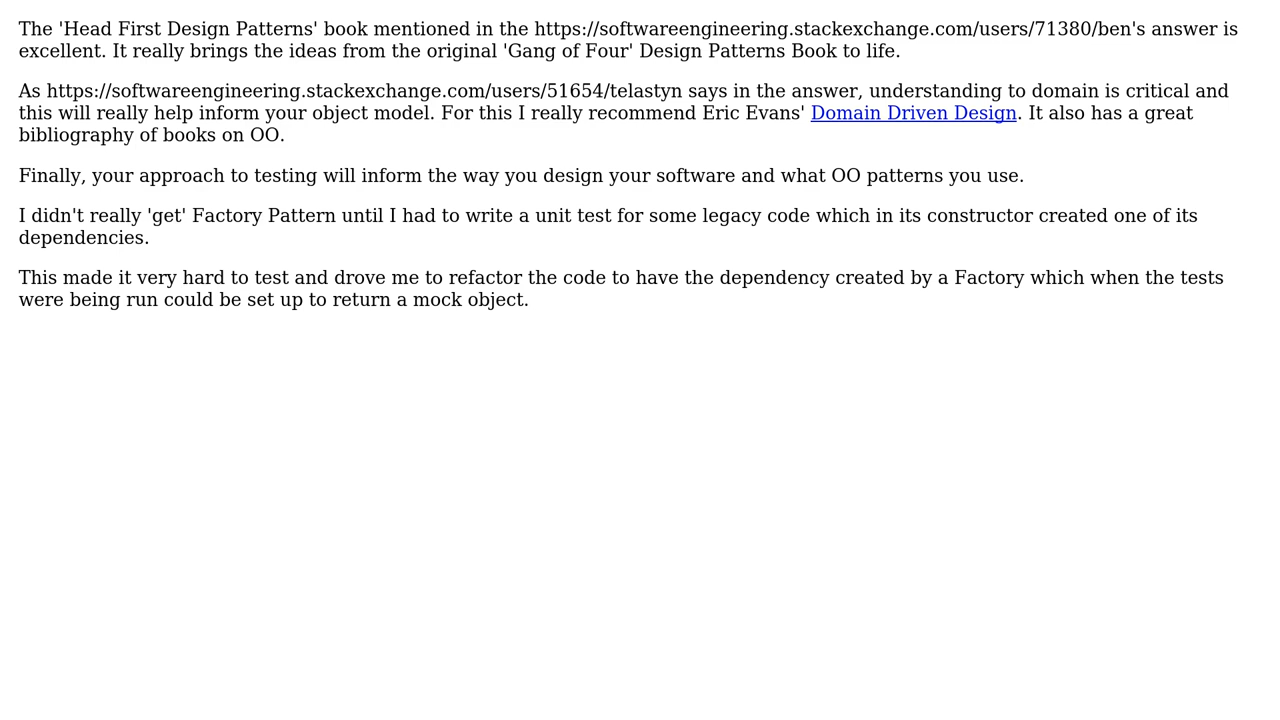 The 'Head First Design Patterns' book mentioned in the https://softwareengineering.stackexchange.com/users/71380/ben's answer is
excellent. It really brings the ideas from the original 'Gang of Four' Design Patterns Book to life.
As https://softwareengineering.stackexchange.com/users/51654/telastyn says in the answer, understanding to domain is critical and
this will really help inform your object model. For this I really recommend Eric Evans' Domain Driven Design. It also has a great
bibliography of books on OO.
Finally, your approach to testing will inform the way you design your software and what OO patterns you use.
I didn't really 'get' Factory Pattern until I had to write a unit test for some legacy code which in its constructor created one of its
dependencies.
This made it very hard to test and drove me to refactor the code to have the dependency created by a Factory which when the tests
were being run could be set up to return a mock object.